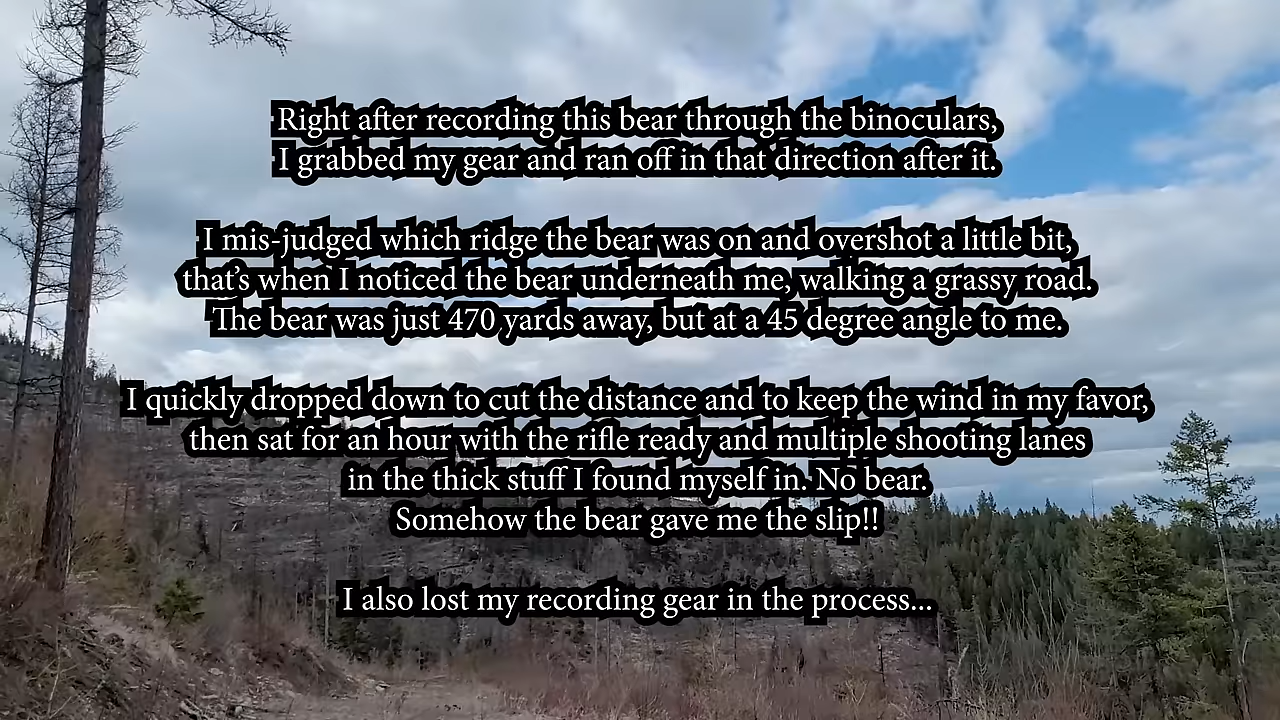 Right after recording this bear through the binoculars,
I grabbed my gear and ran off in that direction after it.
I mis-judged which ridge the bear was on and overshot a little bit,
that’s when I noticed the bear underneath me, walking a grassy road.
The bear was just 470 yards away, but at a 45 degree angle to me.
I quickly dropped down to cut the distance and to keep the wind in my favor,
then sat for an hour with the rifle ready and multiple shooting lanes
in the thick stuff I found myself in. No bear.
Somehow the bear gave me the slip!!
I also lost my recording gear in the process...